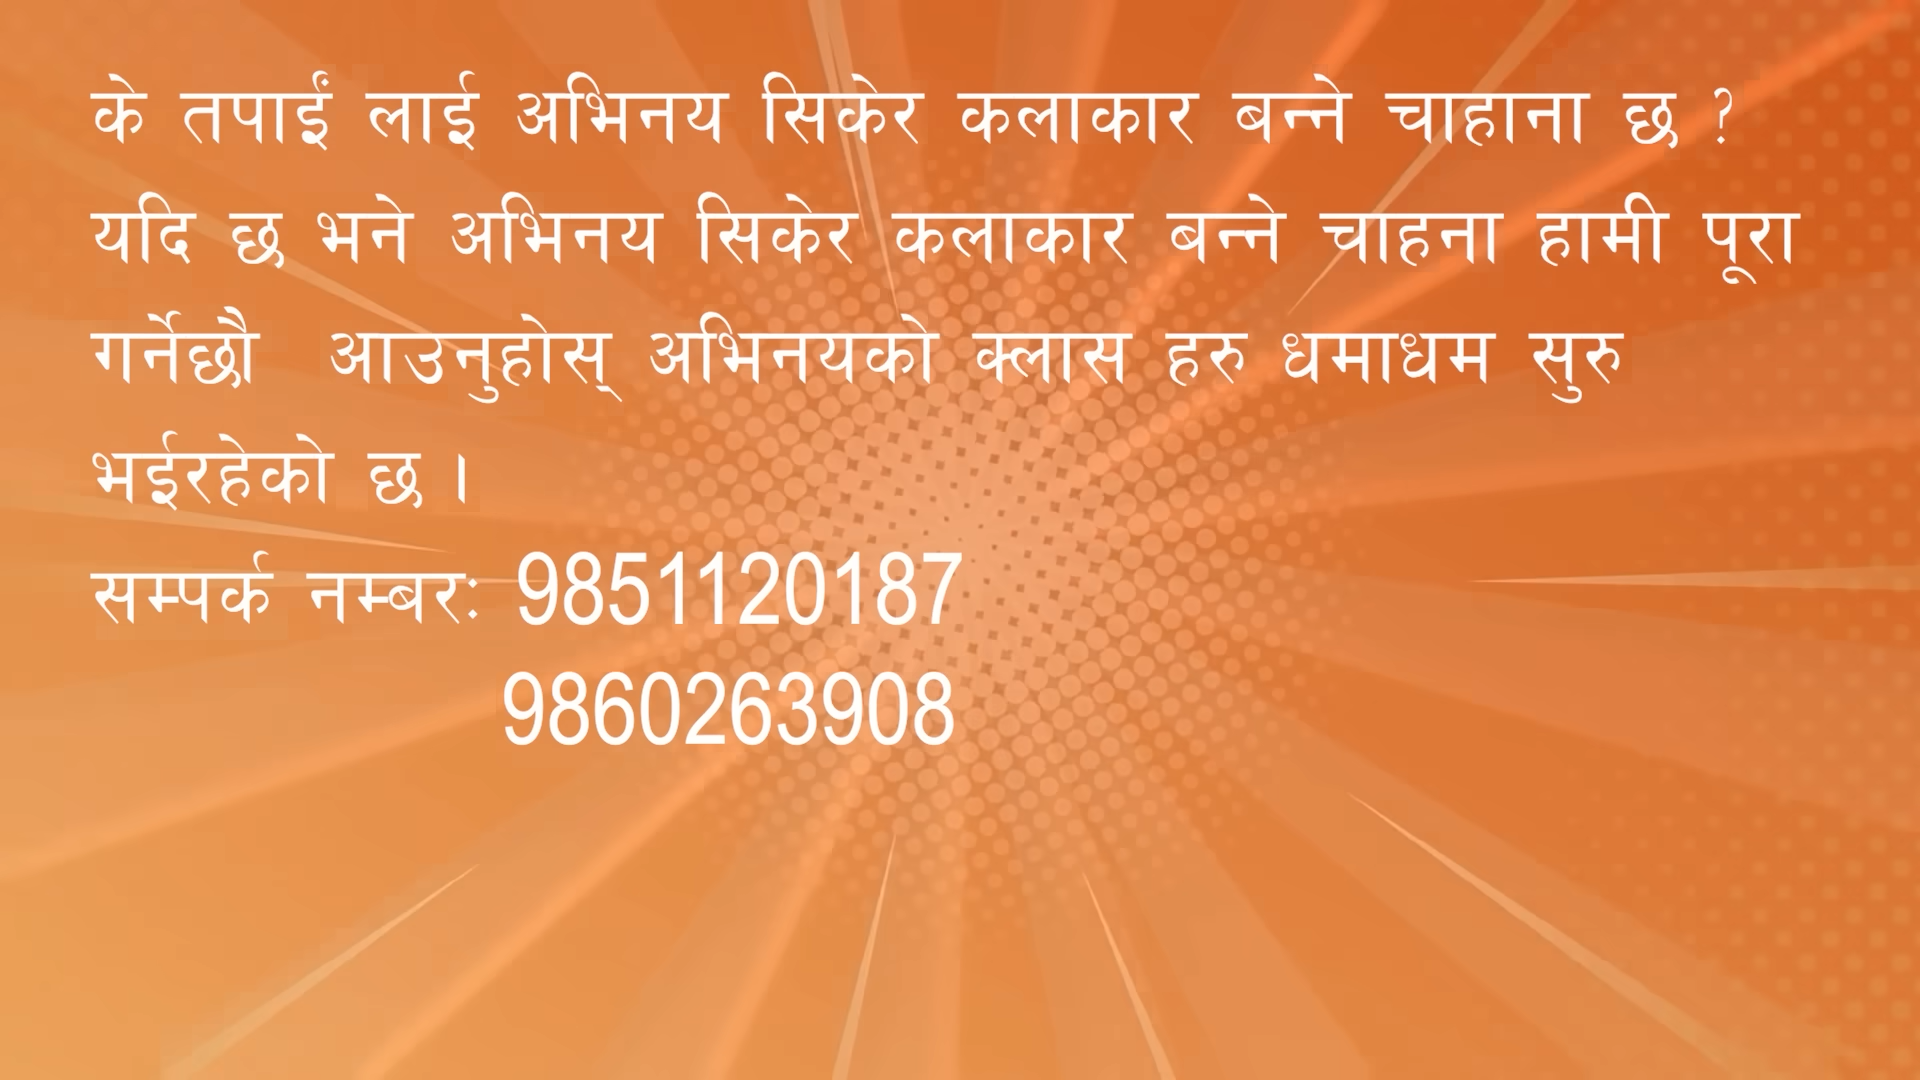 के तपाईं लाई अभिनय सिकेर कलाकार बन्ने चाहाना छ ?
यदि छ भने अभिनय सिकेर कलाकार बन्ने चाहना हामी पूरा
गर्नेछौ आउनुहोस् अभिनयको क्लास हरु धमाधम सुरु
भईरहेको छ ।
सम्पर्क नम्बरः 9851120187
9860263908